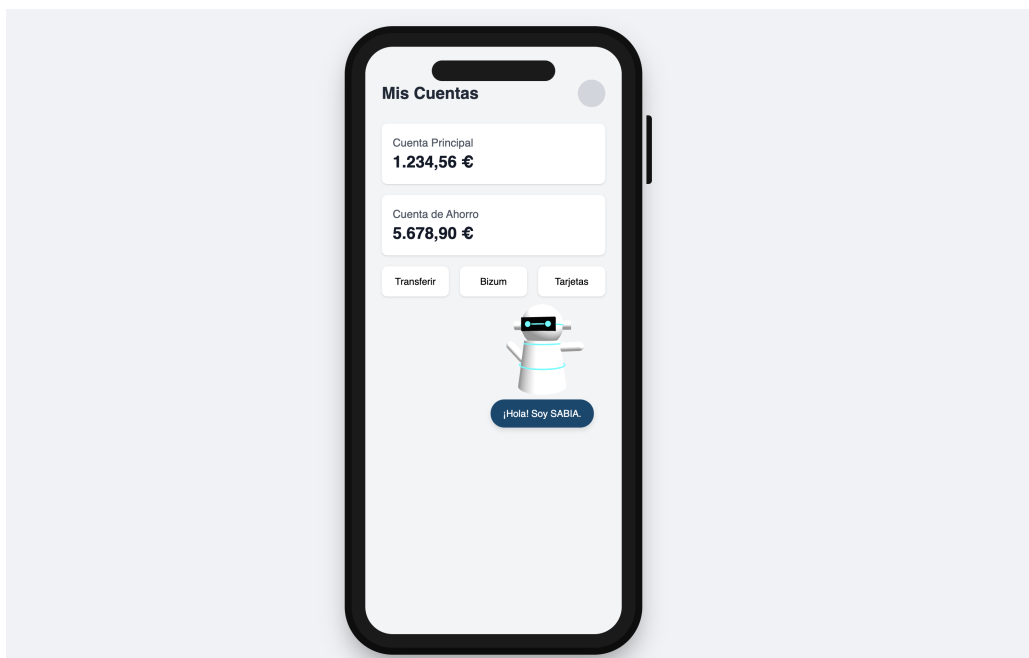 Mis Cuentas
Cuenta Principal
1.234,56 €
Cuenta de Ahorro
5.678,90 €
Transferir
Bizum
Tarjetas
¡Hola! Soy SABIA.